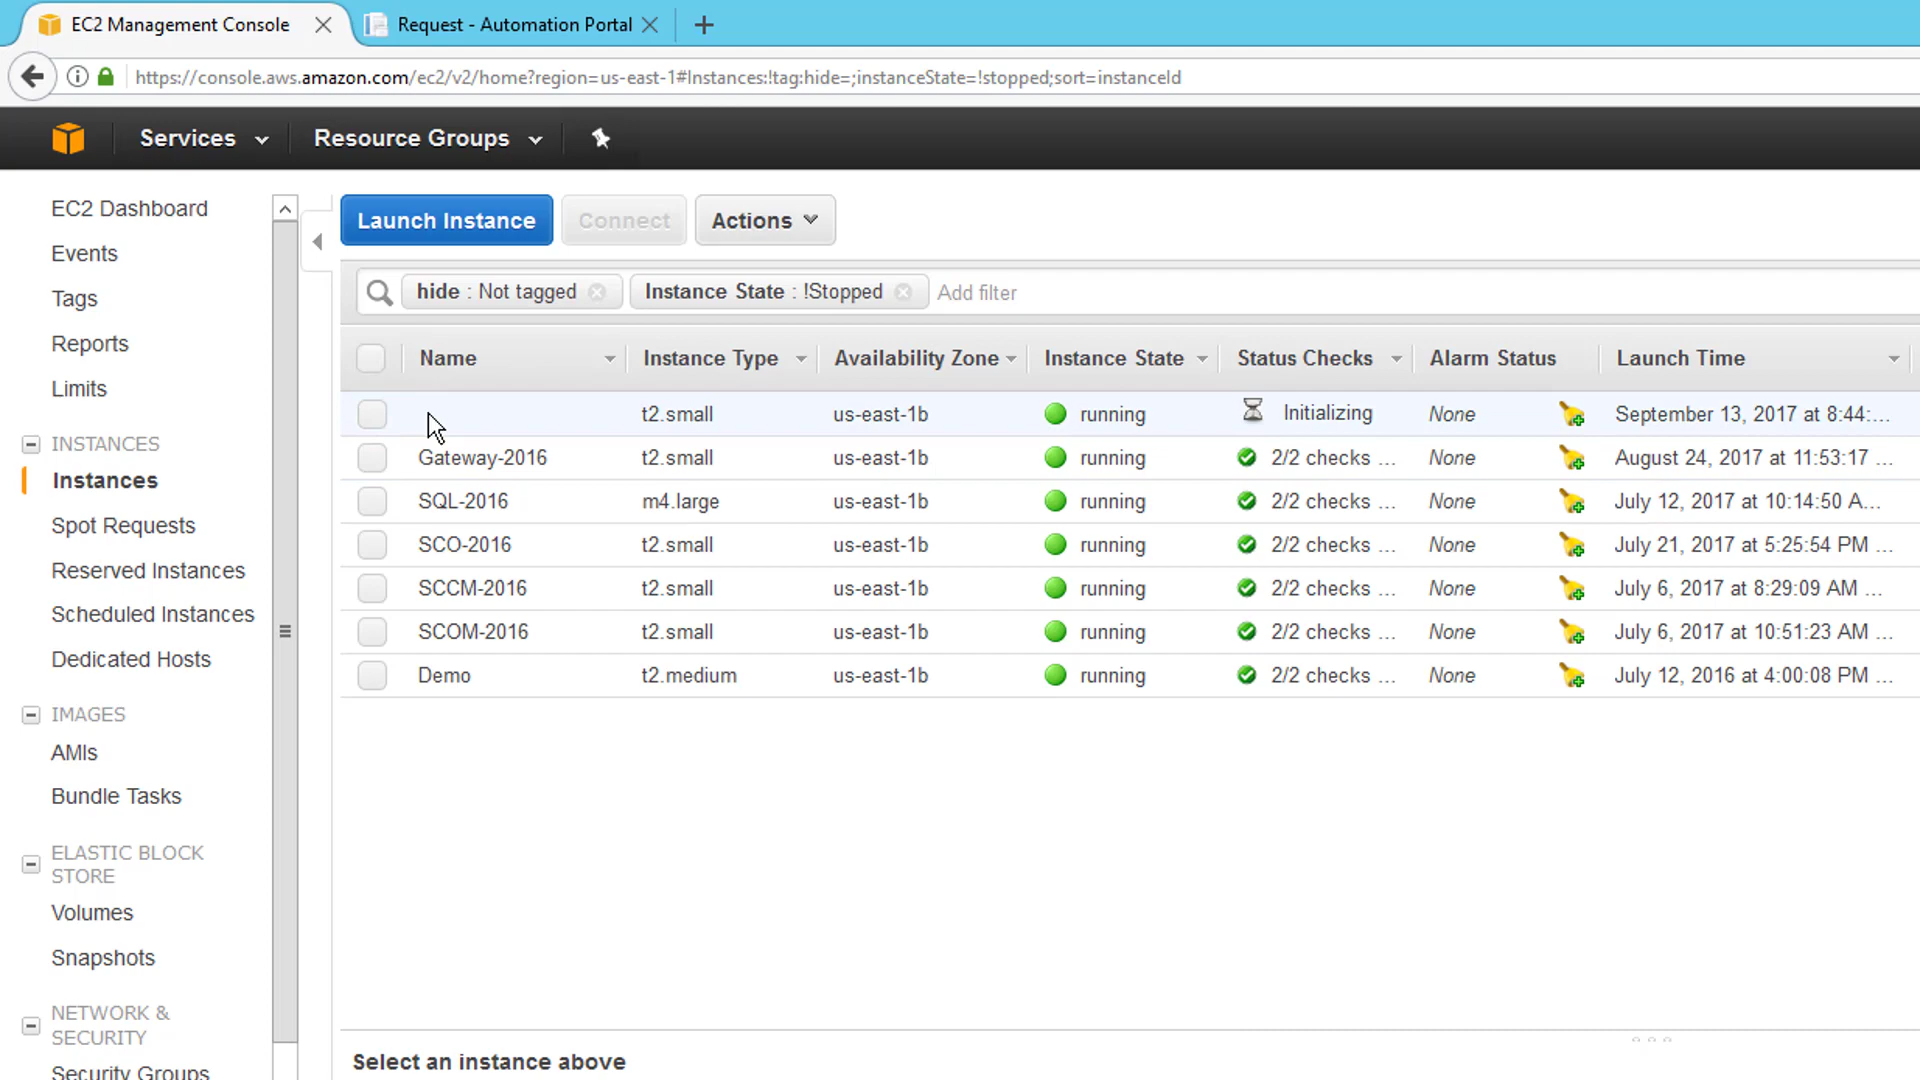 EC2 Management Console
Request - Automation Portal
https://console.aws.amazon.com/ec2/v2/home?region=us-east-1#Instances:!tag:hide=;instanceState=!stopped;sort=instanceId
Services
Resource Groups
EC2 Dashboard
Events
Tags
Reports
Limits
INSTANCES
Instances
Spot Requests
Reserved Instances
Scheduled Instances
Dedicated Hosts
IMAGES
AMIs
Bundle Tasks
ELASTIC BLOCK
STORE
Volumes
Snapshots
NETWORK &
SECURITY
Security Groups
Launch Instance
Connect
Actions
hide : Not tagged
Instance State : !Stopped
Add filter
Name Instance Type Availability Zone Instance State Status Checks Alarm Status Launch Time
t2.small us-east-1b running Initializing None September 13, 2017 at 8:44:...
Gateway-2016 t2.small us-east-1b running 2/2 checks ... None August 24, 2017 at 11:53:17 ...
SQL-2016 m4.large us-east-1b running 2/2 checks ... None July 12, 2017 at 10:14:50 A...
SCO-2016 t2.small us-east-1b running 2/2 checks ... None July 21, 2017 at 5:25:54 PM ...
SCCM-2016 t2.small us-east-1b running 2/2 checks ... None July 6, 2017 at 8:29:09 AM ...
SCOM-2016 t2.small us-east-1b running 2/2 checks ... None July 6, 2017 at 10:51:23 AM ...
Demo t2.medium us-east-1b running 2/2 checks ... None July 12, 2016 at 4:00:08 PM ...
Select an instance above